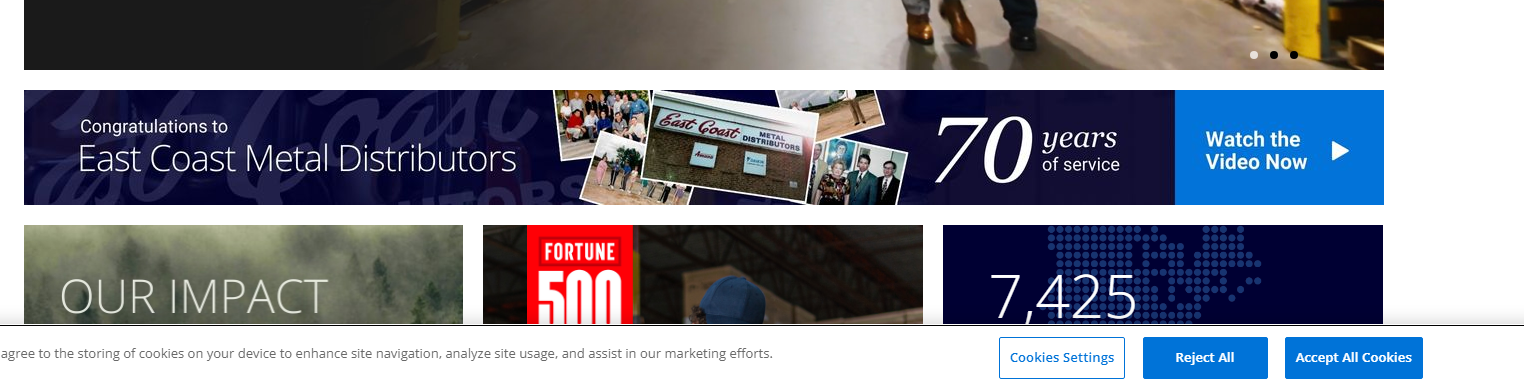 Congratulations to
East Coast Metal Distributors
East Coast
METAL
DISTRIBUTORS
70 years
of service
Watch the
Video Now
OUR IMPACT
FORTUNE
500
7,425
agree to the storing of cookies on your device to enhance site navigation, analyze site usage, and assist in our marketing efforts.
Cookies Settings
Reject All
Accept All Cookies